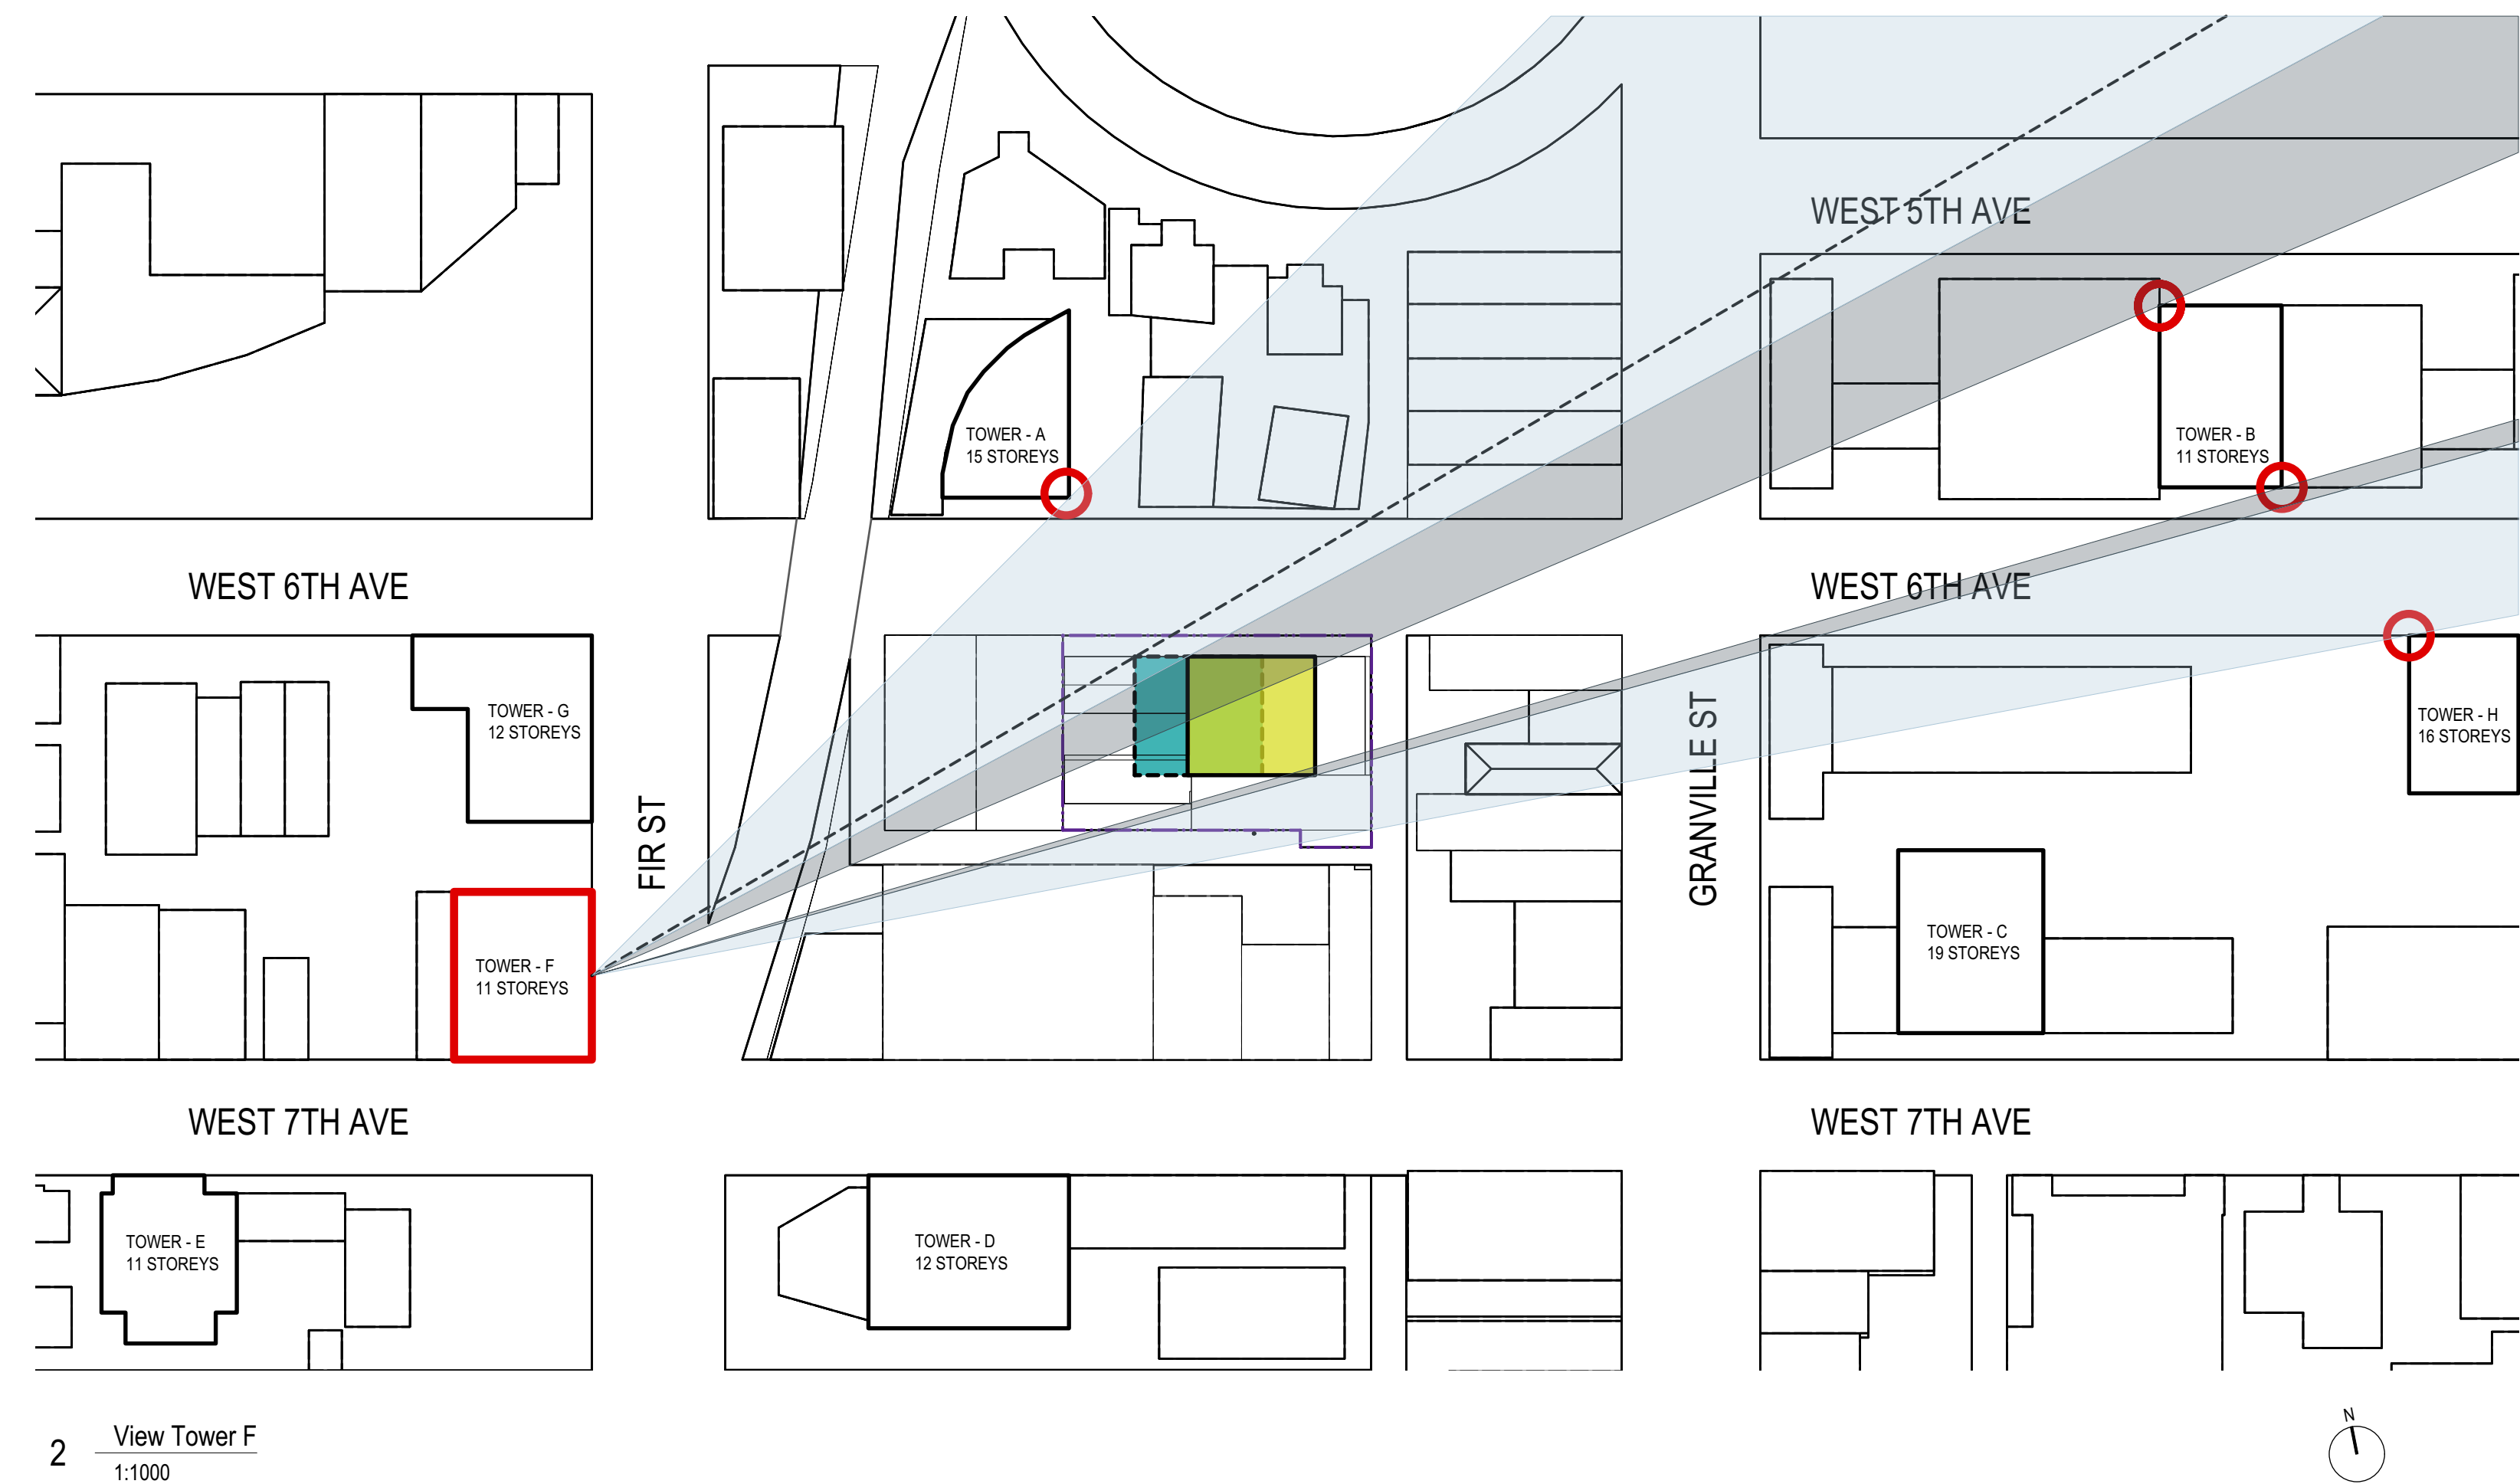 WEST 5TH AVE
TOWER - A
15 STOREYS
TOWER - B
11 STOREYS
WEST 6TH AVE
WEST 6TH AVE
TOWER - G
12 STOREYS
TOWER - H
16 STOREYS
FIR ST
GRANVILLE ST
TOWER - F
11 STOREYS
TOWER - C
19 STOREYS
WEST 7TH AVE
WEST 7TH AVE
TOWER - E
11 STOREYS
TOWER - D
12 STOREYS
N
2 View Tower F
1:1000